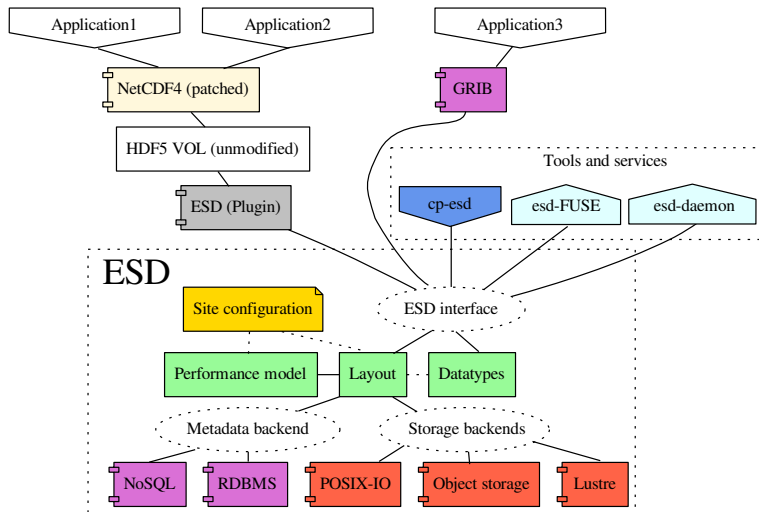 Application1
Application2
Application3
NetCDF4 (patched)
GRIB
HDF5 VOL (unmodified)
Tools and services
ESD (Plugin)
cp-esd
esd-FUSE
esd-daemon
ESD
Site configuration
ESD interface
Performance model
Layout
Datatypes
Metadata backend
Storage backends
NoSQL
RDBMS
POSIX-IO
Object storage
Lustre